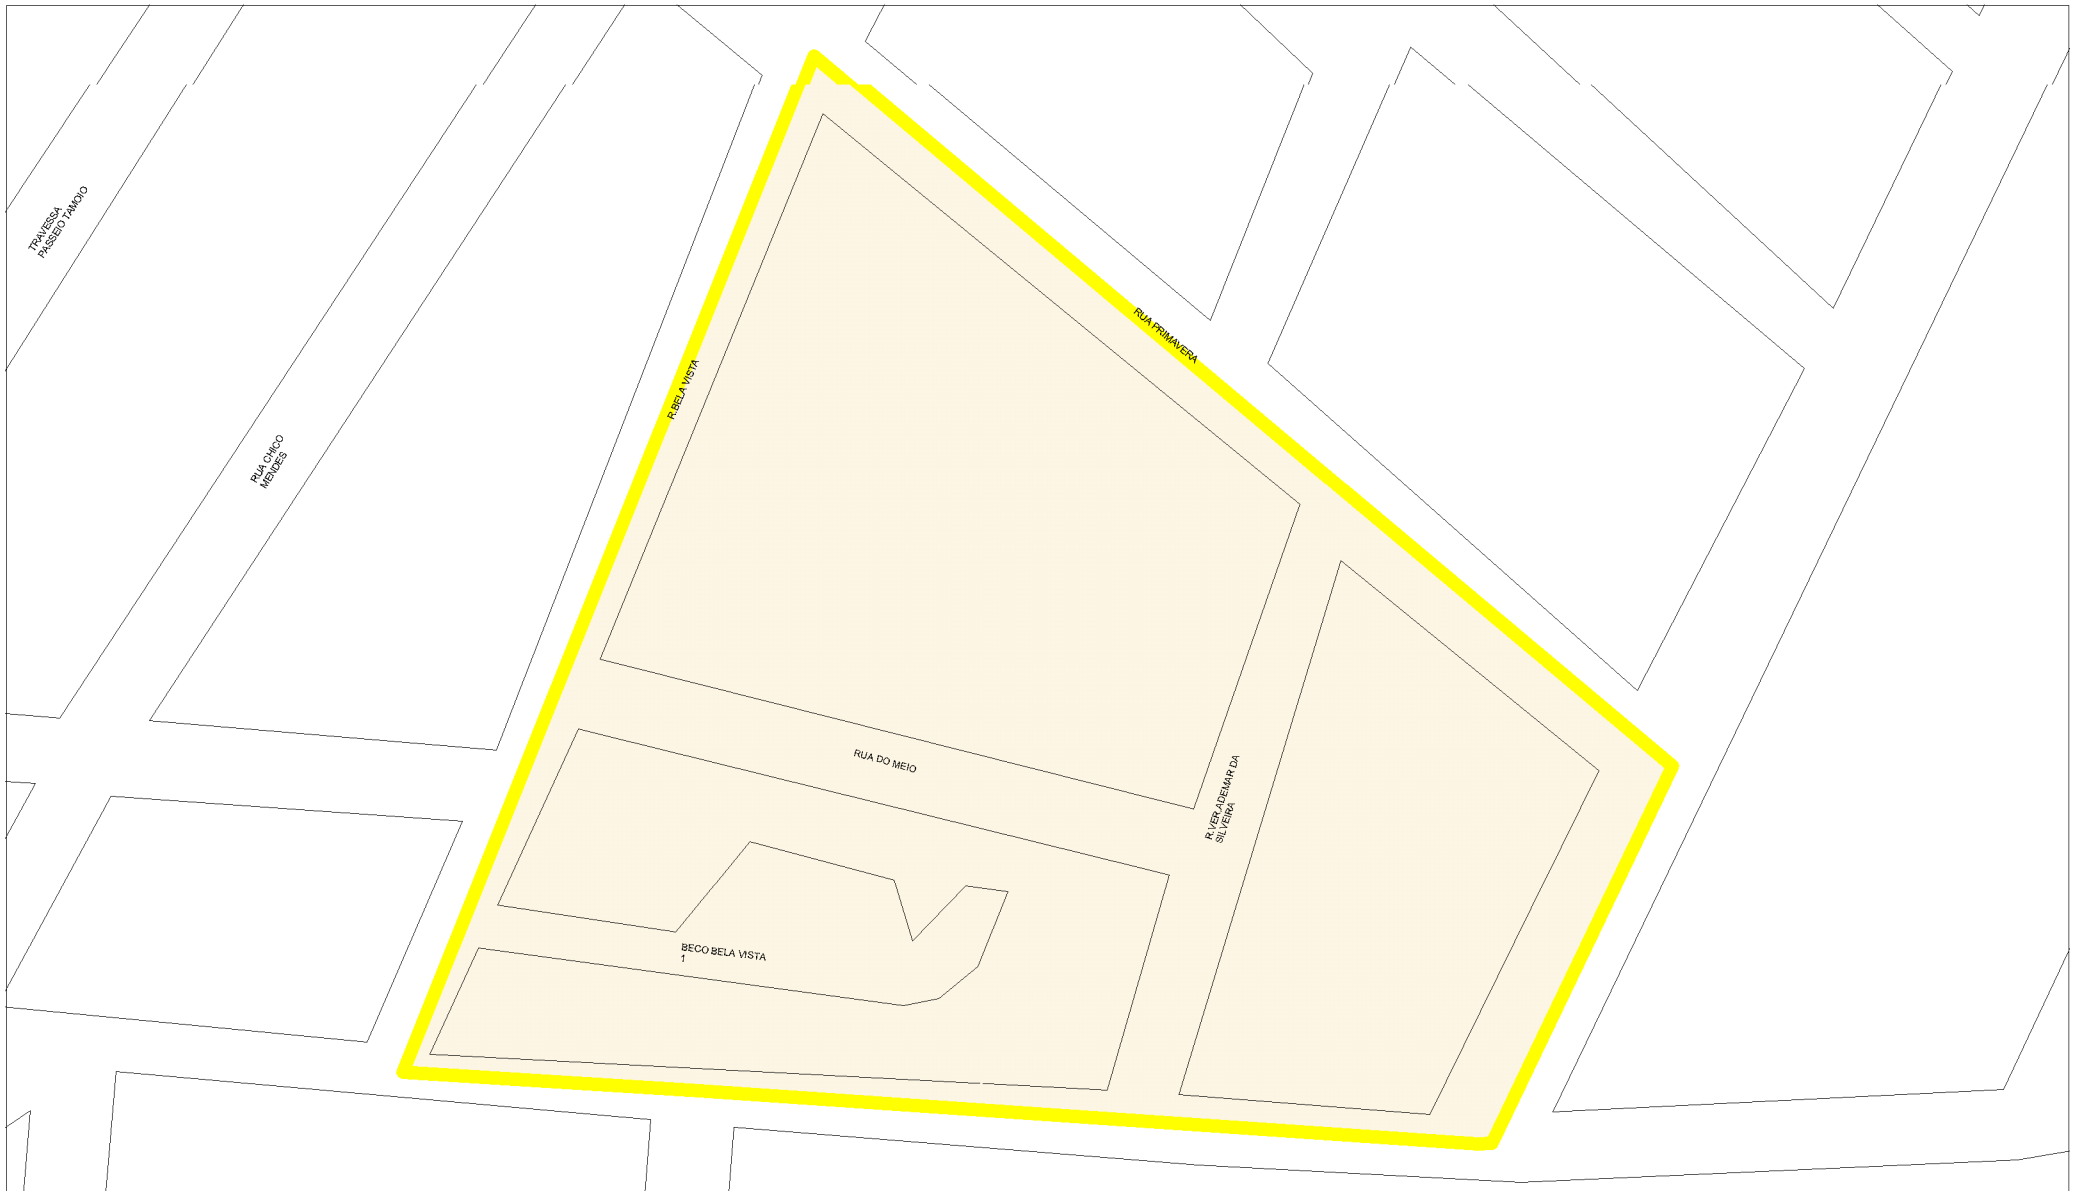 TRAVESSA
PASSEIO TAMOIO
RUA PRIMAVERA
R.BELA VISTA
RUA CHICO
MENDES
RUA DO MEIO
R.VER.ADEMAR DA
SILVEIRA
BECO BELA VISTA
1